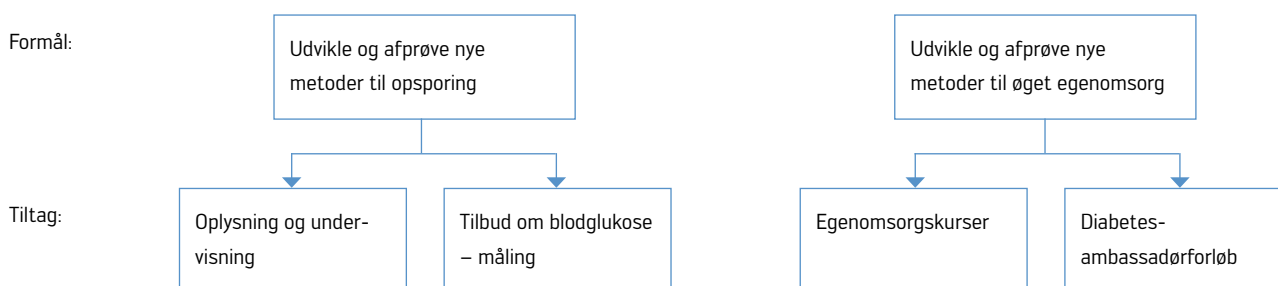 Formål:
Udvikle og afprøve nye
metoder til opsporing
Udvikle og afprøve nye
metoder til øget egenomsorg
Tiltag:
Oplysning og under-
visning
Tilbud om blodglukose
– måling
Egenomsorgskurser
Diabetes-
ambassadørforløb